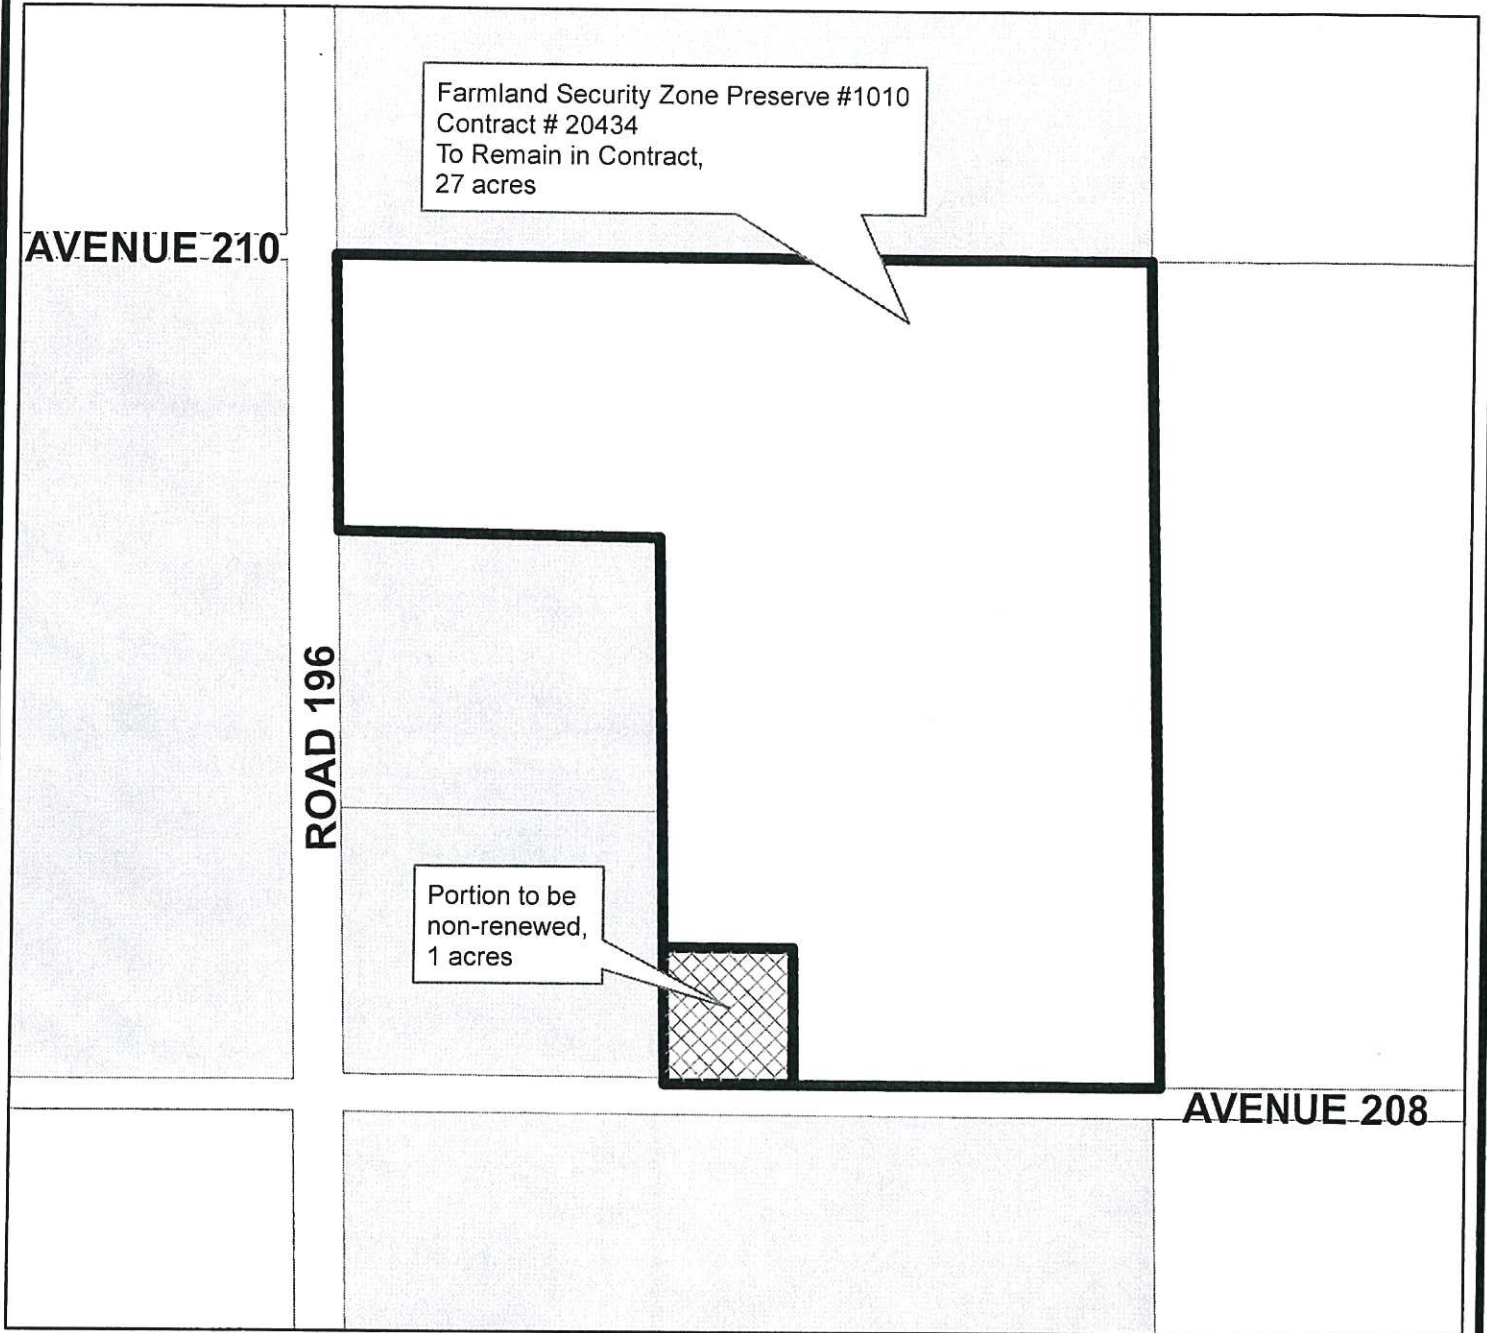 Farmland Security Zone Preserve #1010
Contract # 20434
To Remain in Contract,
27 acres
AVENUE 210
ROAD 196
Portion to be
non-renewed,
1 acres
AVENUE 208